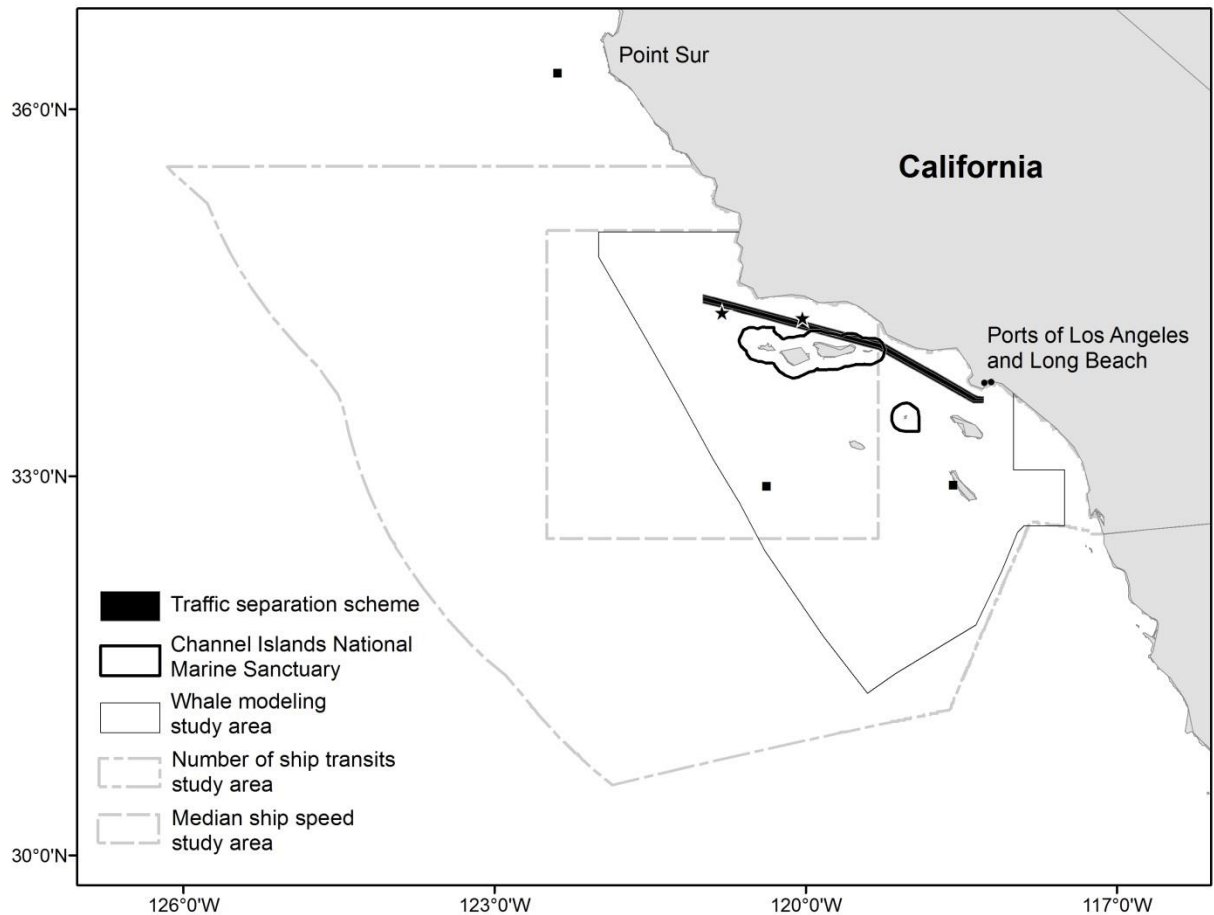 Point Sur
36°0'N
California
Ports of Los Angeles
and Long Beach
33°0'N
Traffic separation scheme
Channel Islands National
Marine Sanctuary
Whale modeling
study area
Number of ship transits
study area
Median ship speed
study area
30°0'N
126°0'W
123°0'W
120°0'W
117°0'W